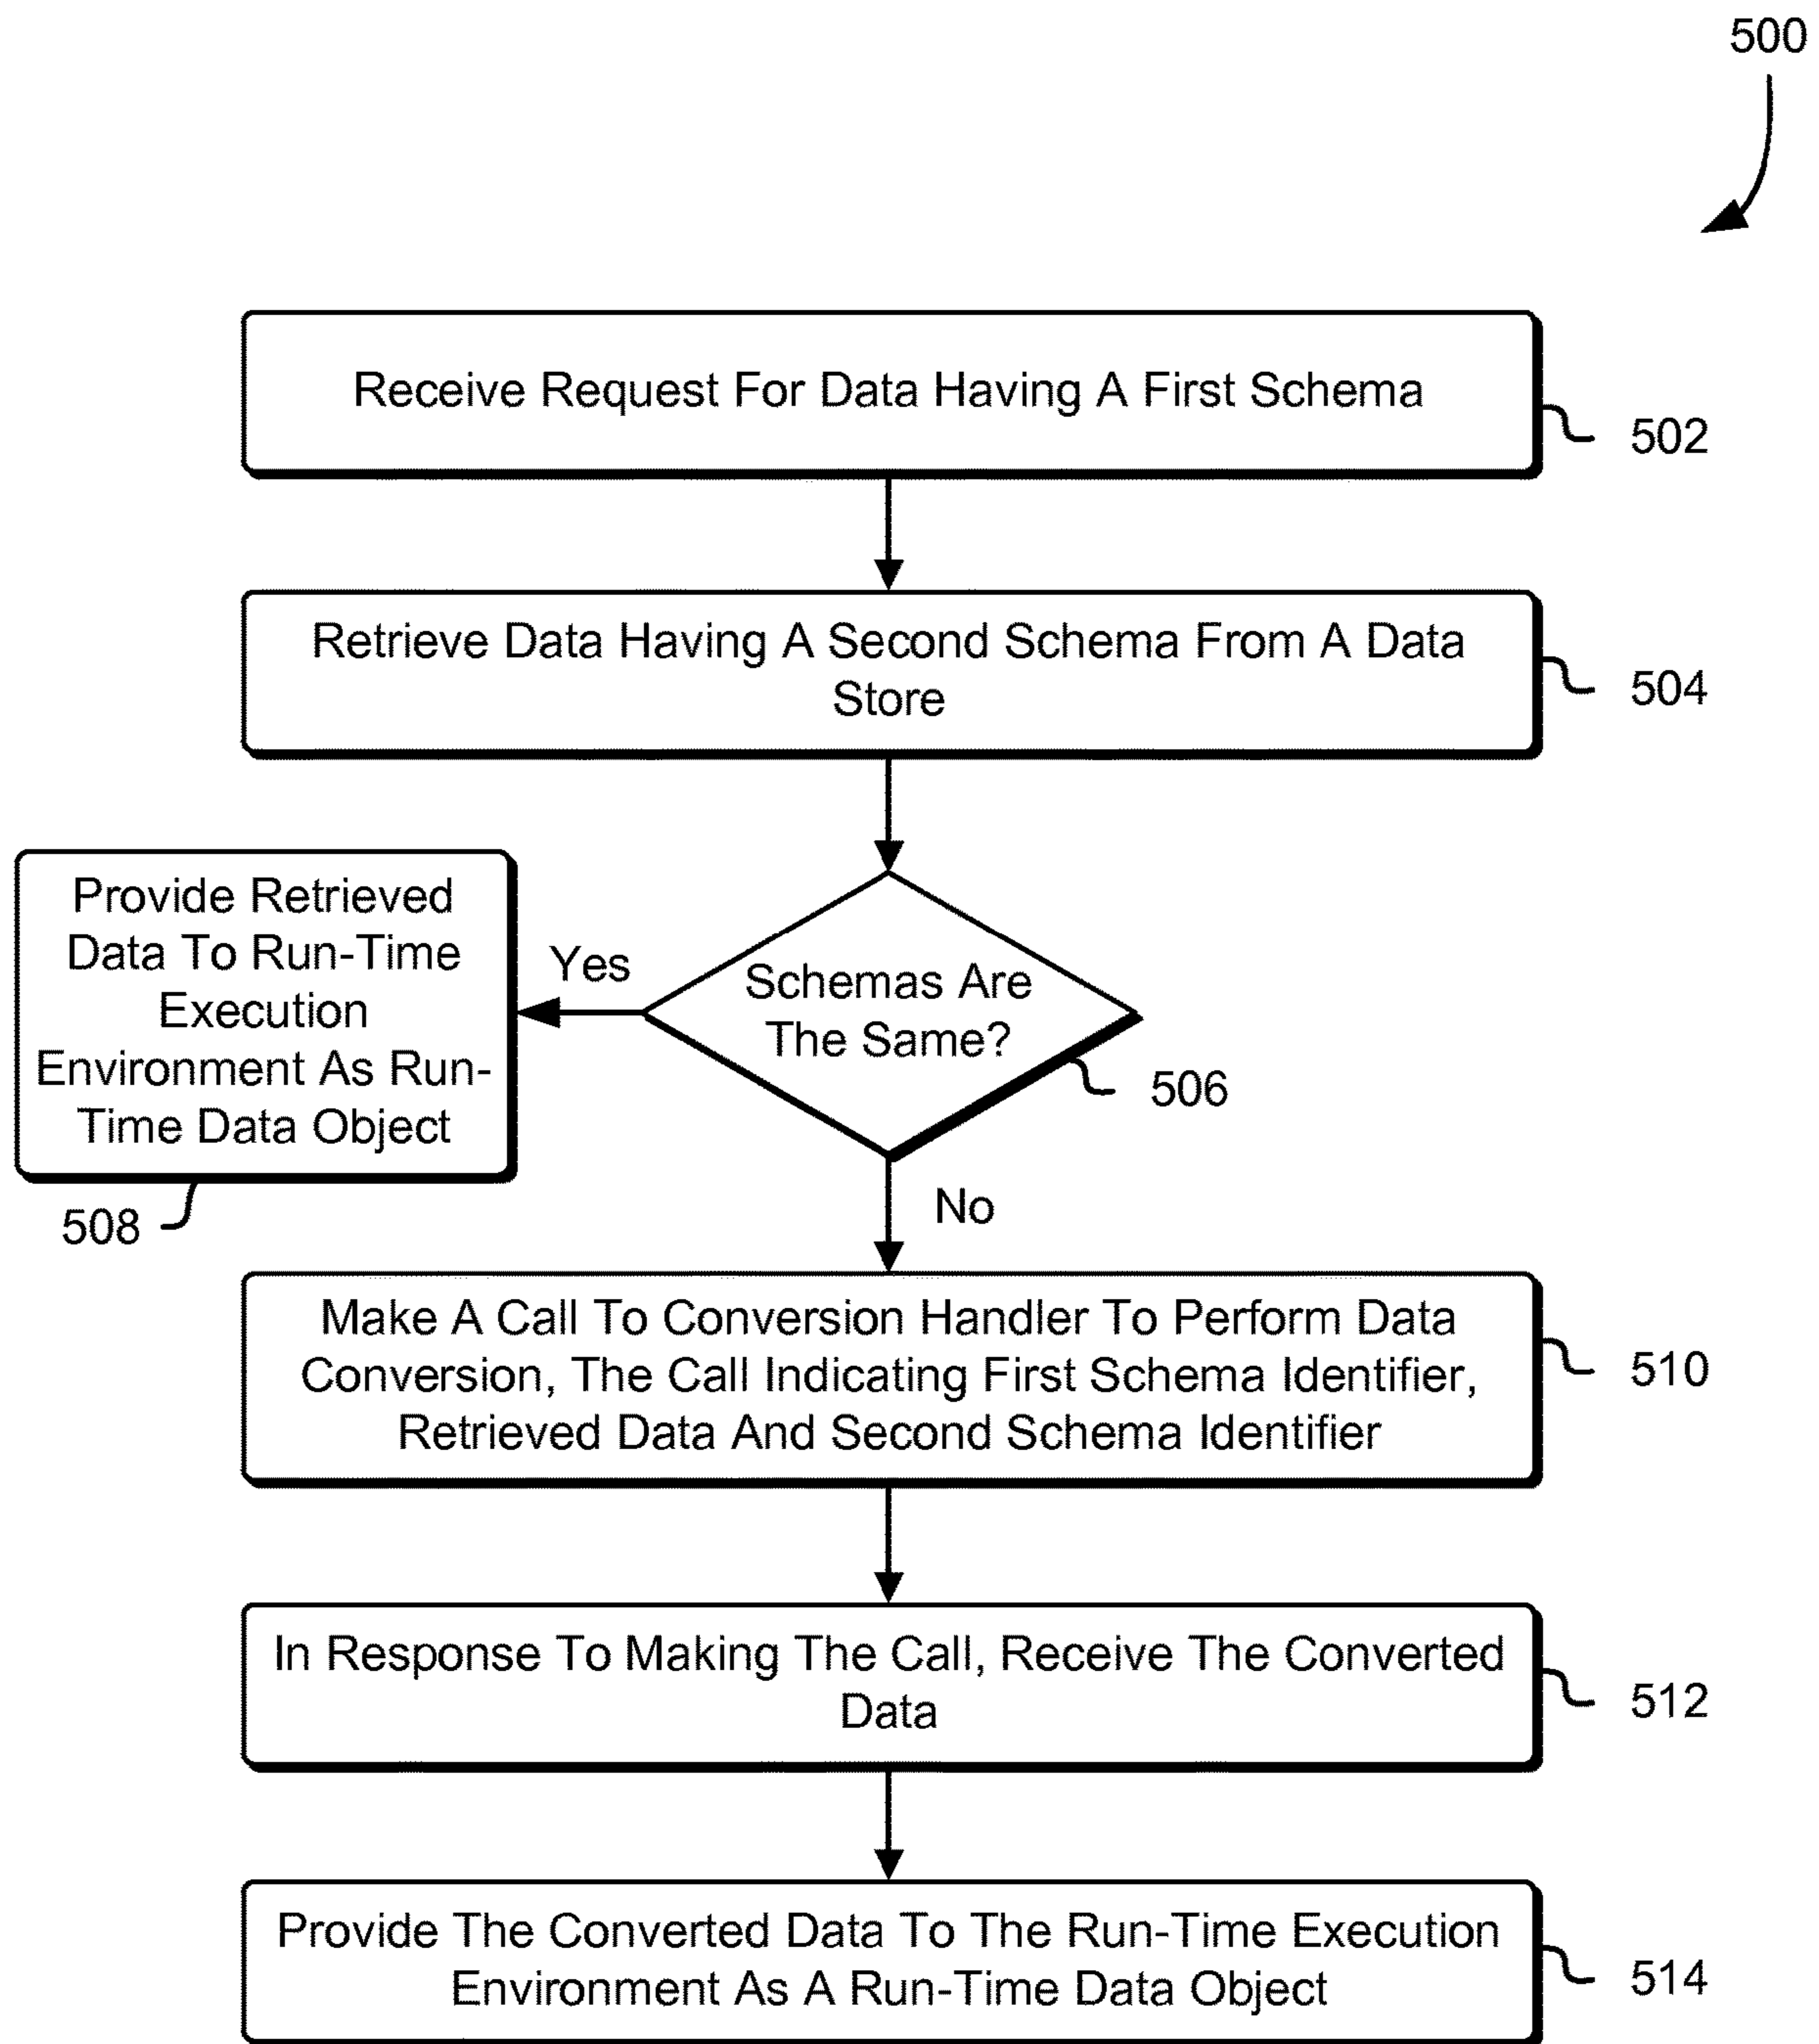 500
Receive Request For Data Having A First Schema
502
Retrieve Data Having A Second Schema From A Data
Store
504
Provide Retrieved
Data To Run-Time
Execution
Environment As Run-
Time Data Object
508
Yes
Schemas Are
The Same?
506
No
Make A Call To Conversion Handler To Perform Data
Conversion, The Call Indicating First Schema Identifier,
Retrieved Data And Second Schema Identifier
510
In Response To Making The Call, Receive The Converted
Data
512
Provide The Converted Data To The Run-Time Execution
Environment As A Run-Time Data Object
514